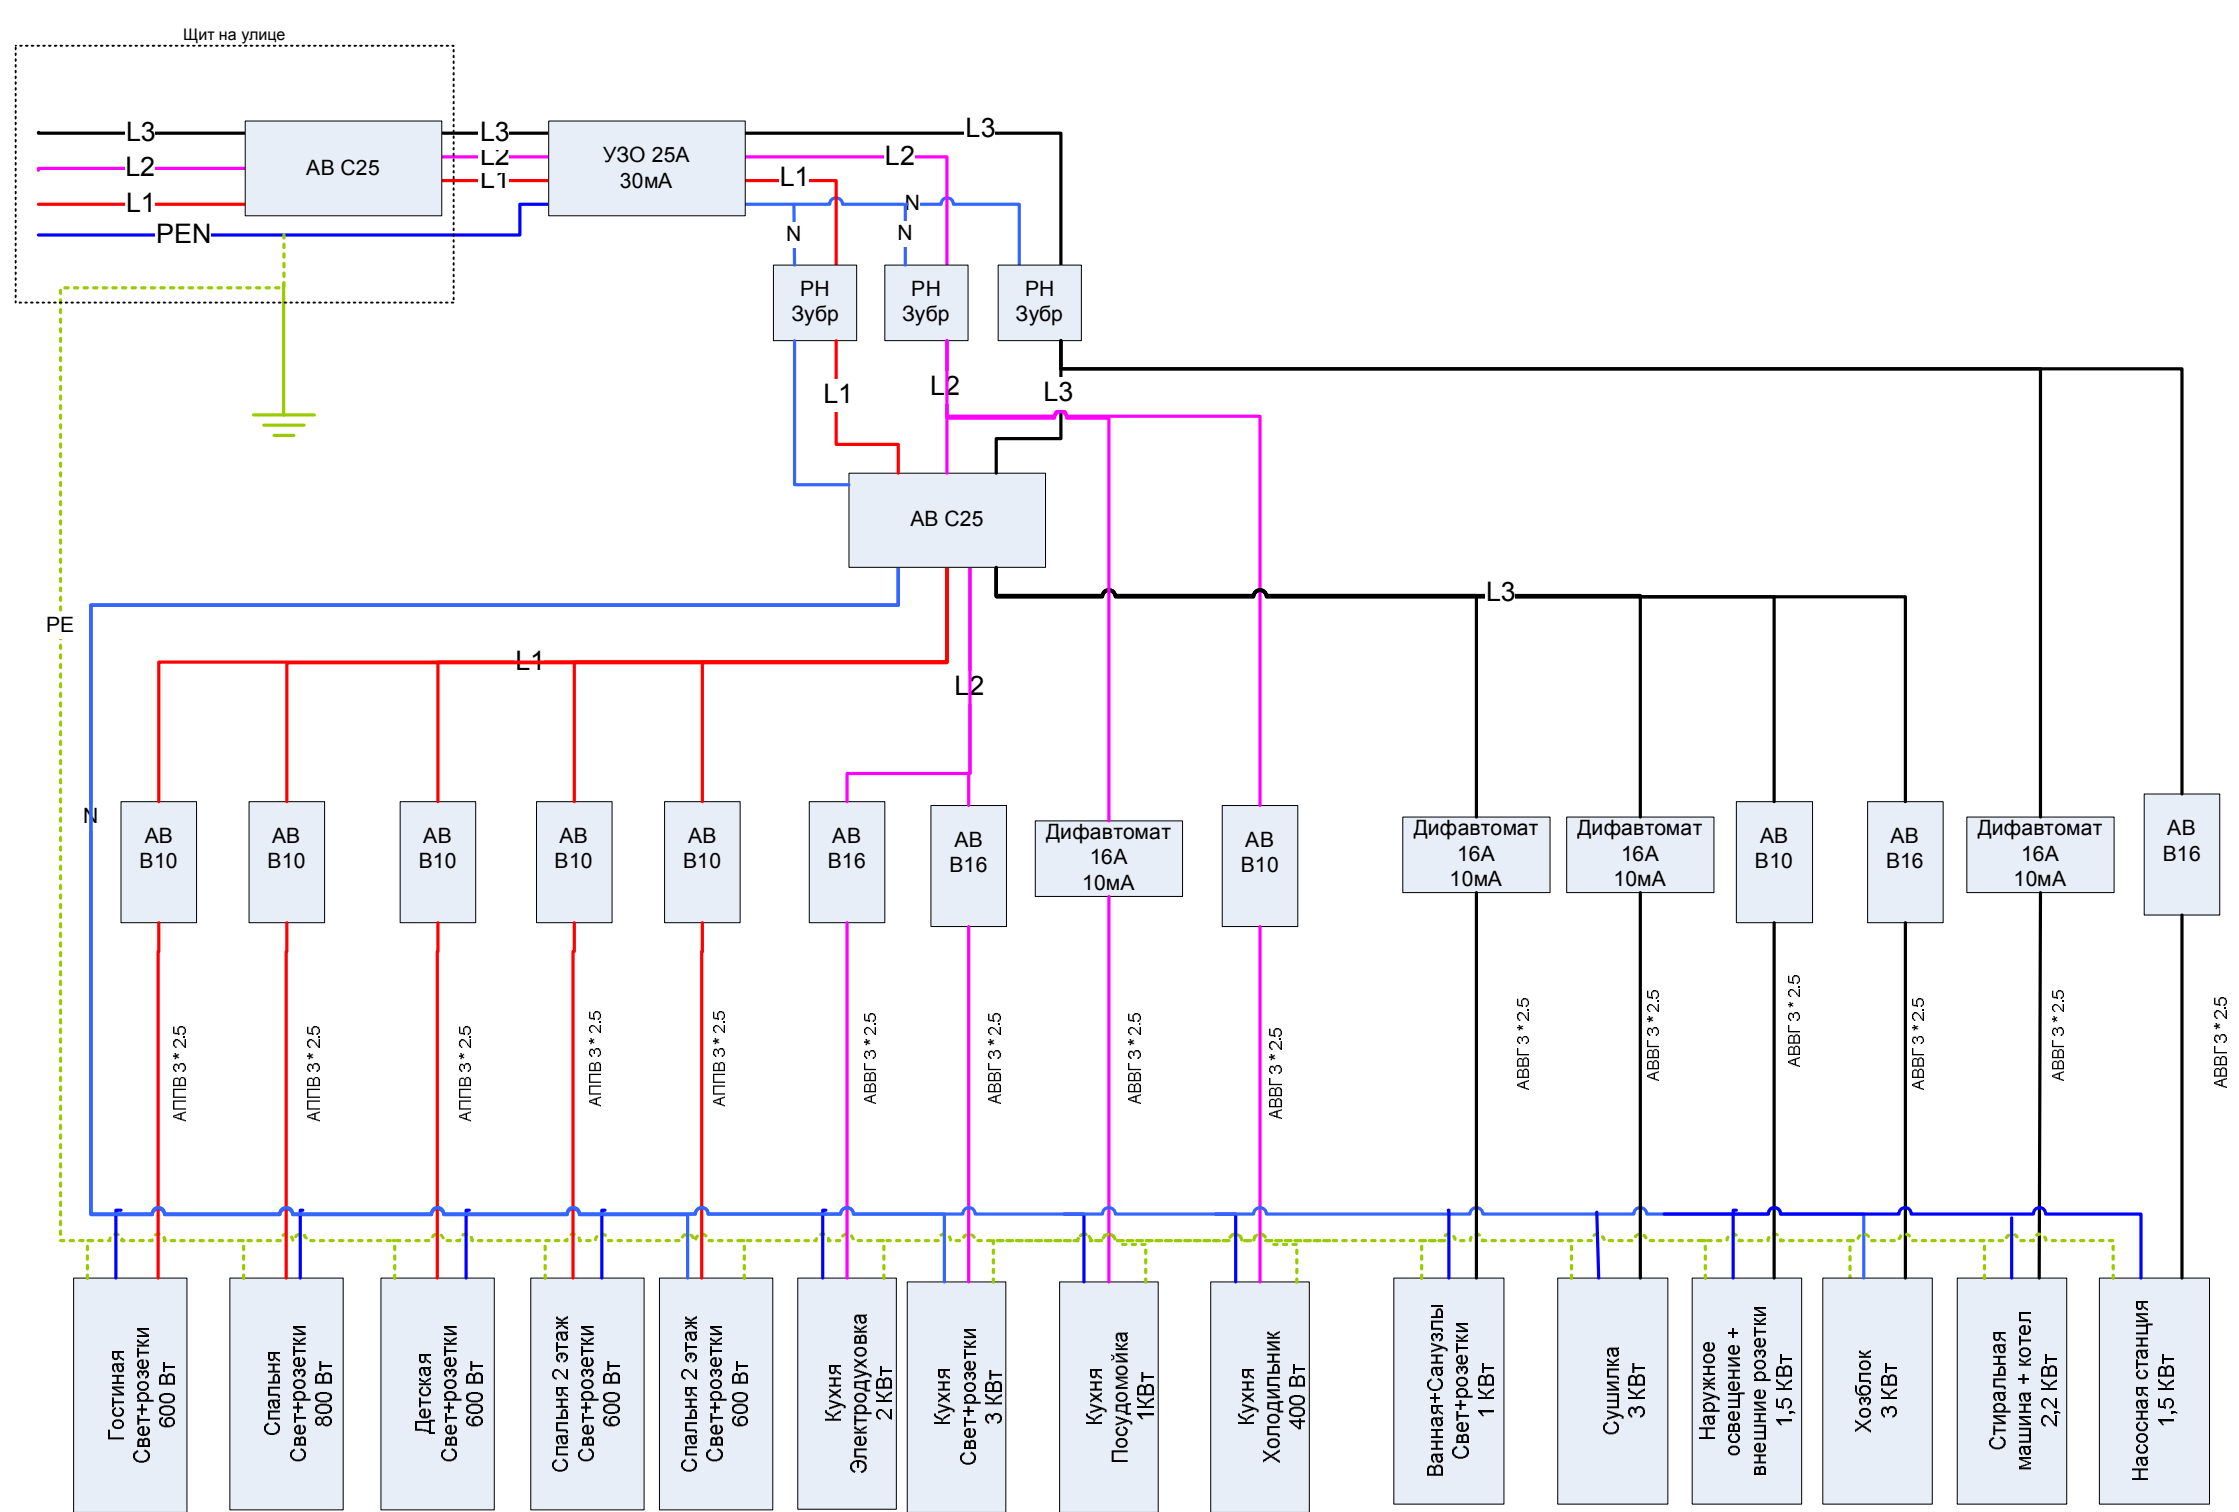 Щит на улице
L3
L3
L3
L2
L2
L2
L1
L1
L1
PEN
АВ С25
УЗО 25А
30мА
N
N
N
РН
Зубр
РН
Зубр
РН
Зубр
L1
L2
L3
АВ С25
L3
PE
L1
L2
N
АВ
В10
АВ
В10
АВ
В10
АВ
В10
АВ
В10
АВ
В16
АВ
В16
Дифавтомат
16А
10мА
АВ
В10
Дифавтомат
16А
10мА
Дифавтомат
16А
10мА
АВ
В10
АВ
В16
Дифавтомат
16А
10мА
АВ
В16
АППВ 3 * 2.5
АППВ 3 * 2.5
АППВ 3 * 2.5
АППВ 3 * 2.5
АППВ 3 * 2.5
АВВГ 3 * 2.5
АВВГ 3 * 2.5
АВВГ 3 * 2.5
АВВГ 3 * 2.5
АВВГ 3 * 2.5
АВВГ 3 * 2.5
АВВГ 3 * 2.5
АВВГ 3 * 2.5
АВВГ 3 * 2.5
АВВГ 3 * 2.5
Гостиная
Свет+розетки
600 Вт
Спальня
Свет+розетки
800 Вт
Детская
Свет+розетки
600 Вт
Спальня 2 этаж
Свет+розетки
600 Вт
Спальня 2 этаж
Свет+розетки
600 Вт
Кухня
Электродуховка
2 КВт
Кухня
Свет+розетки
3 КВт
Кухня
Посудомойка
1КВт
Кухня
Холодильник
400 Вт
Ванная+Санузлы
Свет+розетки
1 КВт
Сушилка
3 КВт
Наружное
освещение +
внешние розетки
1,5 КВт
Хозблок
3 КВт
Стиральная
машина + котел
2,2 КВт
Насосная станция
1,5 КВт